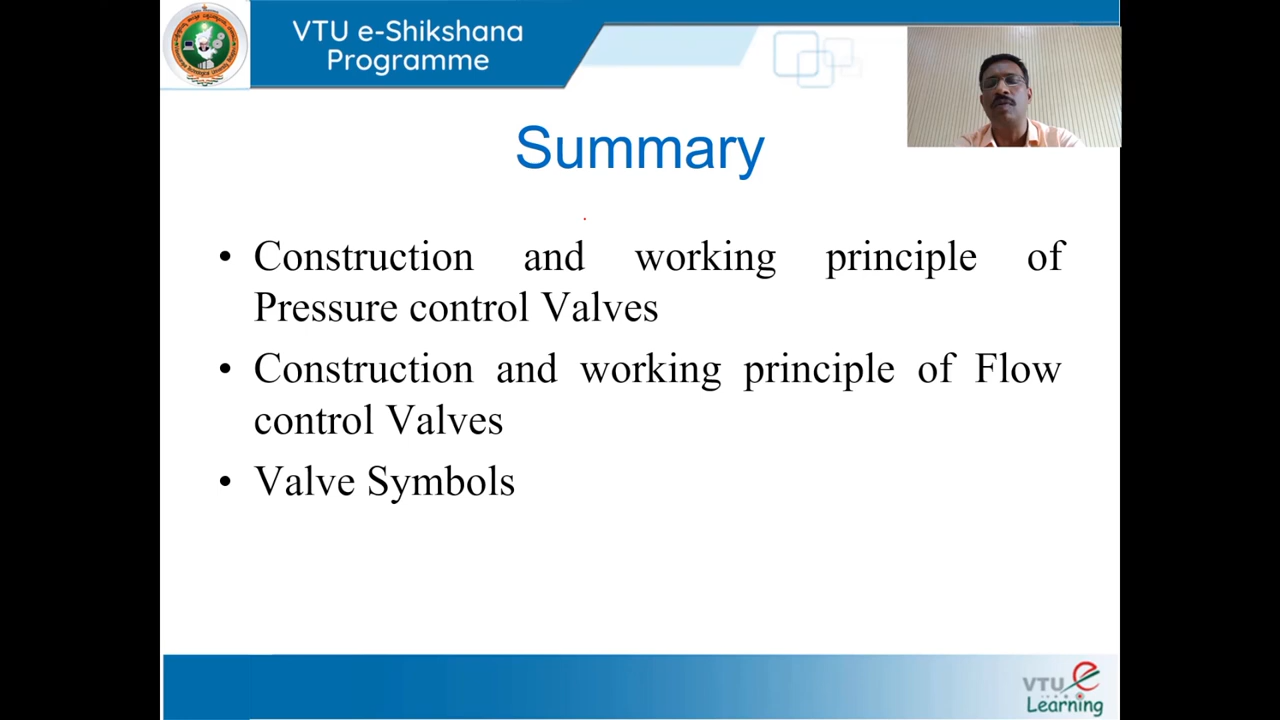 VTU e-Shikshana
Programme
Summary
• Construction and working principle of
Pressure control Valves
• Construction and working principle of Flow
control Valves
• Valve Symbols
VTU e
Learning